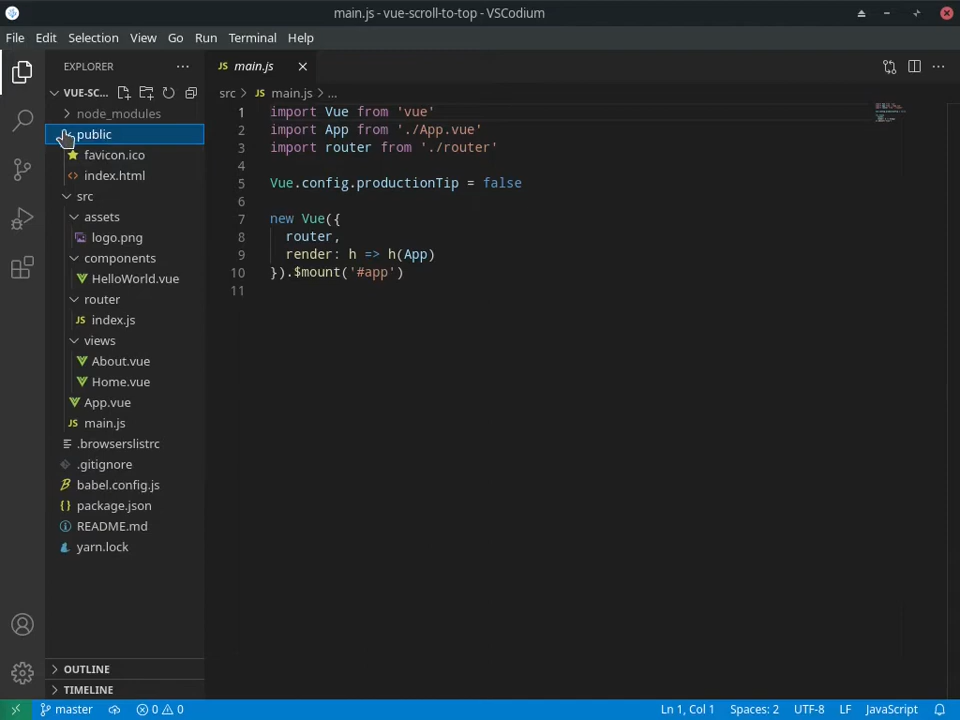 main.js - vue-scroll-to-top - VSCodium
File Edit Selection View Go Run Terminal Help
EXPLORER
JS main.js
VUE-SC...
src > JS main.js > ...
node_modules
public
favicon.ico
<> index.html
src
assets
logo.png
components
HelloWorld.vue
router
JS index.js
views
About.vue
Home.vue
App.vue
JS main.js
.browserslistrc
.gitignore
babel.config.js
{} package.json
README.md
yarn.lock
OUTLINE
TIMELINE
1 import Vue from 'vue'
2 import App from './App.vue'
3 import router from './router'
4
5 Vue.config.productionTip = false
6
7 new Vue({
8 router,
9 render: h => h(App)
10 }).$mount('#app')
11
master 0 0 Ln 1, Col 1 Spaces: 2 UTF-8 LF JavaScript